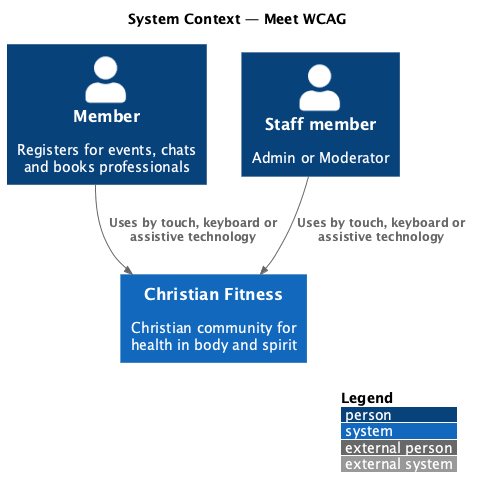 System Context — Meet WCAG
Member
Registers for events, chats
and books professionals
Staff member
Admin or Moderator
Uses by touch, keyboard or
assistive technology
Uses by touch, keyboard or
assistive technology
Christian Fitness
Christian community for
health in body and spirit
Legend
person
system
external person
external system